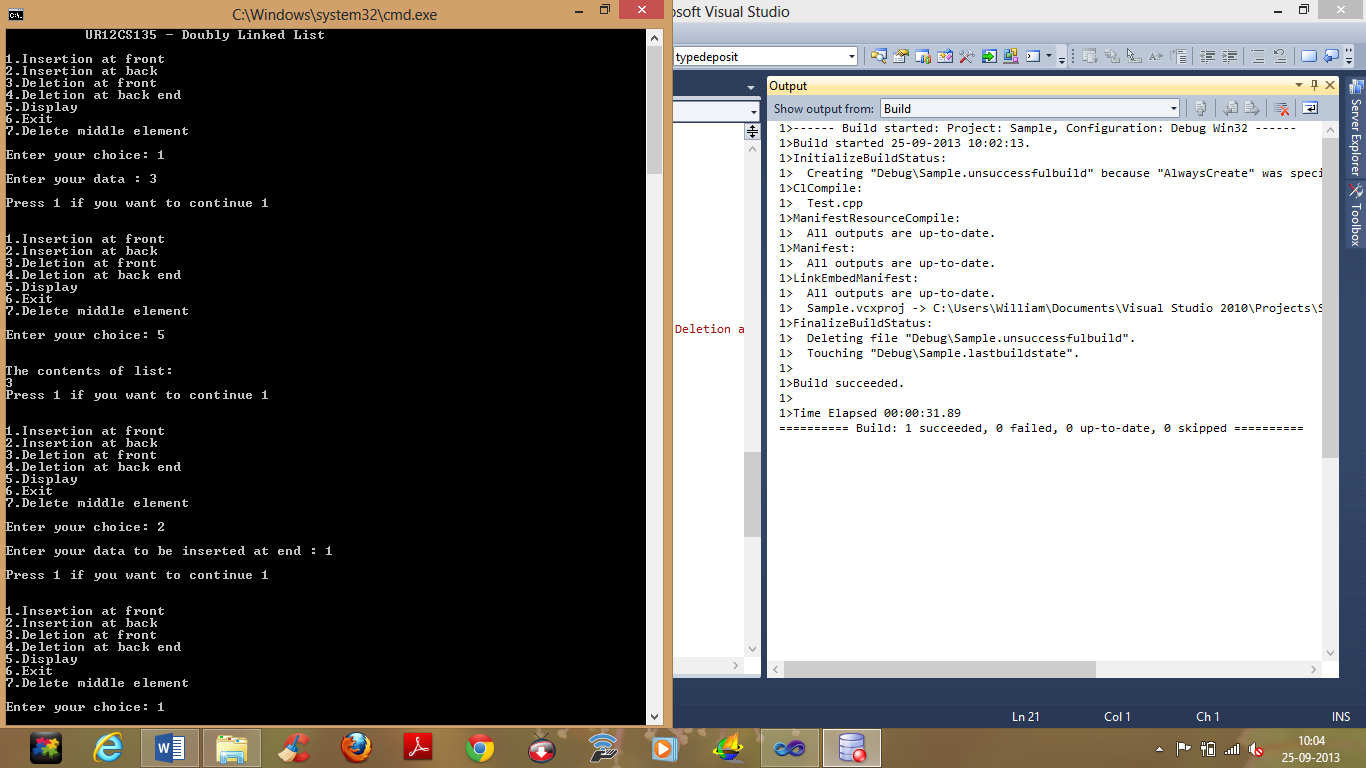 C:\Windows\system32\cmd.exe
UR12CS135 - Doubly Linked List
1.Insertion at front
2.Insertion at back
3.Deletion at front
4.Deletion at back end
5.Display
6.Exit
7.Delete middle element
Enter your choice: 1
Enter your data : 3
Press 1 if you want to continue 1
1.Insertion at front
2.Insertion at back
3.Deletion at front
4.Deletion at back end
5.Display
6.Exit
7.Delete middle element
Enter your choice: 5
The contents of list:
3
Press 1 if you want to continue 1
1.Insertion at front
2.Insertion at back
3.Deletion at front
4.Deletion at back end
5.Display
6.Exit
7.Delete middle element
Enter your choice: 2
Enter your data to be inserted at end : 1
Press 1 if you want to continue 1
1.Insertion at front
2.Insertion at back
3.Deletion at front
4.Deletion at back end
5.Display
6.Exit
7.Delete middle element
Enter your choice: 1
osoft Visual Studio
typedeposit
Deletion a
Output
Show output from: Build
1>------ Build started: Project: Sample, Configuration: Debug Win32 ------
1>Build started 25-09-2013 10:02:13.
1>InitializeBuildStatus:
1>  Creating "Debug\Sample.unsuccessfulbuild" because "AlwaysCreate" was speci
1>ClCompile:
1>  Test.cpp
1>ManifestResourceCompile:
1>  All outputs are up-to-date.
1>Manifest:
1>  All outputs are up-to-date.
1>LinkEmbedManifest:
1>  All outputs are up-to-date.
1>  Sample.vcxproj -> C:\Users\William\Documents\Visual Studio 2010\Projects\S
1>FinalizeBuildStatus:
1>  Deleting file "Debug\Sample.unsuccessfulbuild".
1>  Touching "Debug\Sample.lastbuildstate".
1>
1>Build succeeded.
1>
1>Time Elapsed 00:00:31.89
========== Build: 1 succeeded, 0 failed, 0 up-to-date, 0 skipped ==========
Server Explorer
Toolbox
Ln 21 Col 1 Ch 1 INS
10:04
25-09-2013